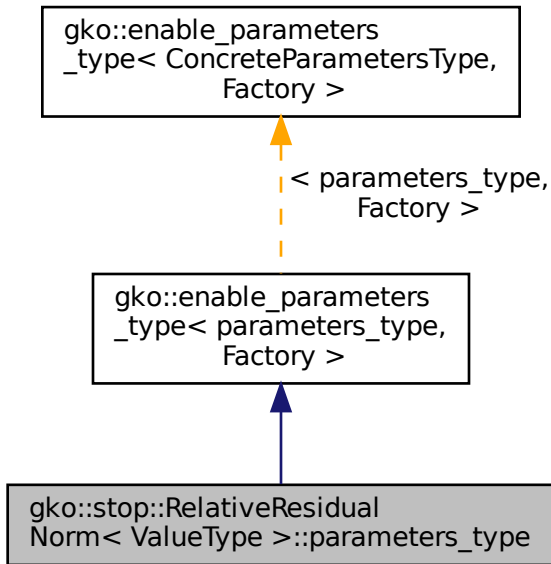 gko::enable_parameters
_type< ConcreteParametersType,
Factory >
< parameters_type,
Factory >
gko::enable_parameters
_type< parameters_type,
Factory >
gko::stop::RelativeResidual
Norm< ValueType >::parameters_type